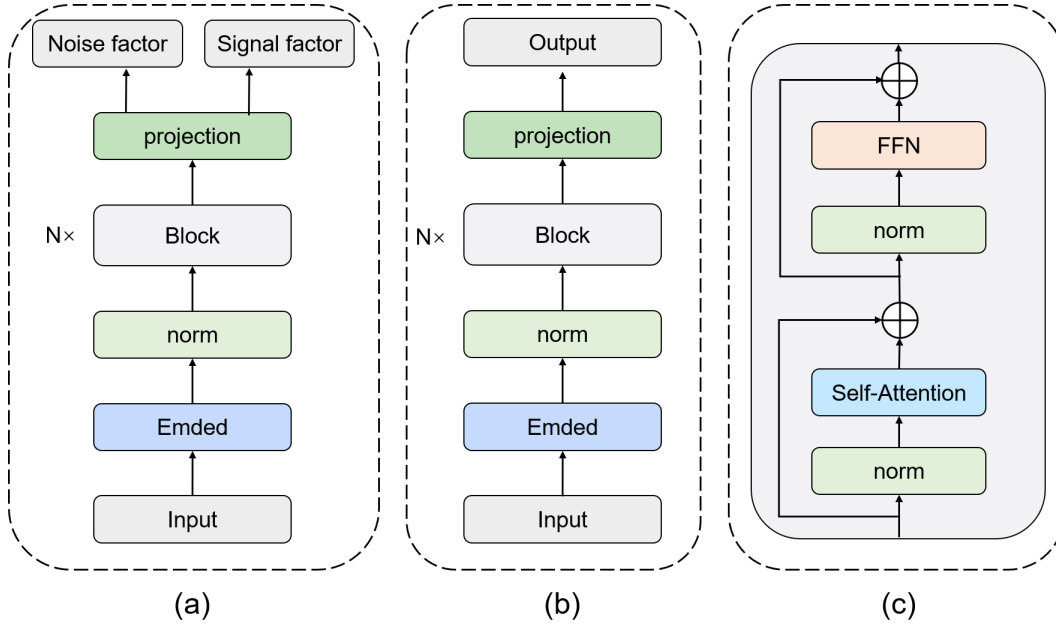 Noise factor
Signal factor
projection
N×
Block
norm
Emded
Input
(a)
Output
projection
N×
Block
norm
Emded
Input
(b)
FFN
norm
Self-Attention
norm
(c)